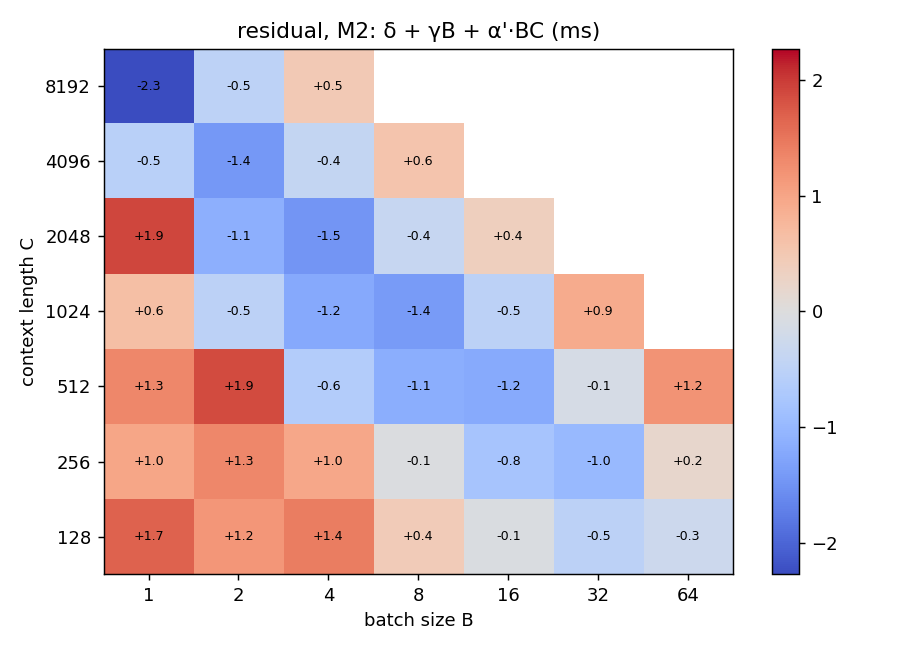 residual, M2: δ + γB + α'·BC (ms)
context length C
8192 -2.3 -0.5 +0.5
4096 -0.5 -1.4 -0.4 +0.6
2048 +1.9 -1.1 -1.5 -0.4 +0.4
1024 +0.6 -0.5 -1.2 -1.4 -0.5 +0.9
512 +1.3 +1.9 -0.6 -1.1 -1.2 -0.1 +1.2
256 +1.0 +1.3 +1.0 -0.1 -0.8 -1.0 +0.2
128 +1.7 +1.2 +1.4 +0.4 -0.1 -0.5 -0.3
1 2 4 8 16 32 64
batch size B
2
1
0
−1
−2